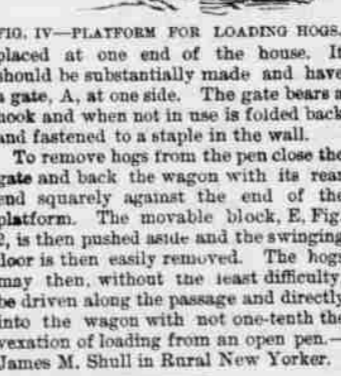 FIG. IV—PLATFORM FOR LOADING HOGS.
placed at one end of the house. It
should be substantially made and have
a gate, A, at one side. The gate bears a
hook and when not in use is folded back
and fastened to a staple in the wall.
To remove hogs from the pen close the
gate and back the wagon with its rear
end squarely against the end of the
platform. The movable block, E, Fig.
2, is then pushed aside and the swinging
door is then easily removed. The hogs
may then, without the least difficulty,
be driven along the passage and directly
into the wagon with not one-tenth the
vexation of loading from an open pen.—
James M. Shull in Rural New Yorker.